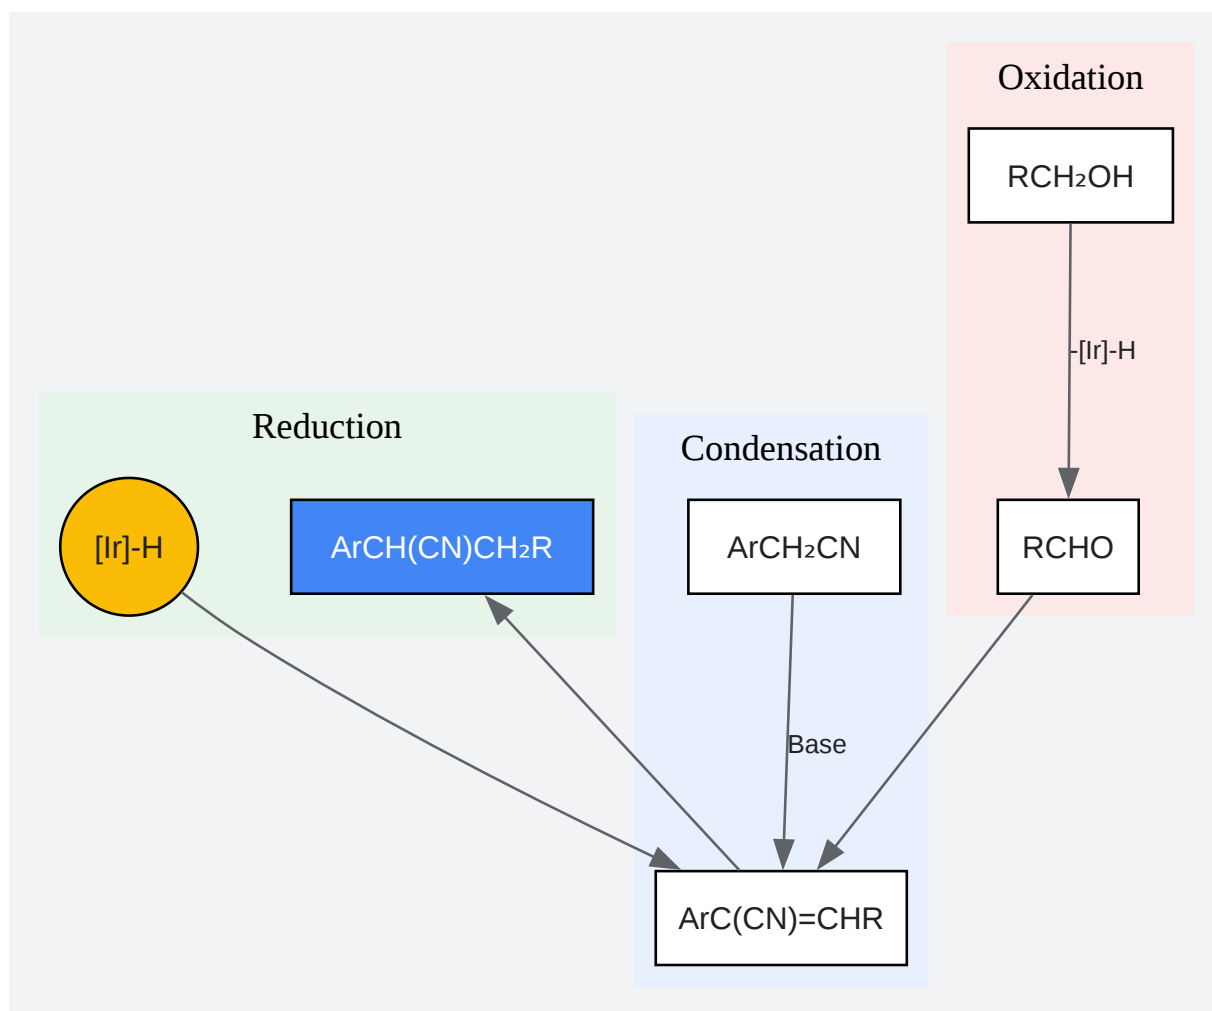 Oxidation
RCH₂OH
-[Ir]-H
Reduction
Condensation
[Ir]-H
ArCH(CN)CH₂R
ArCH₂CN
RCHO
Base
ArC(CN)=CHR